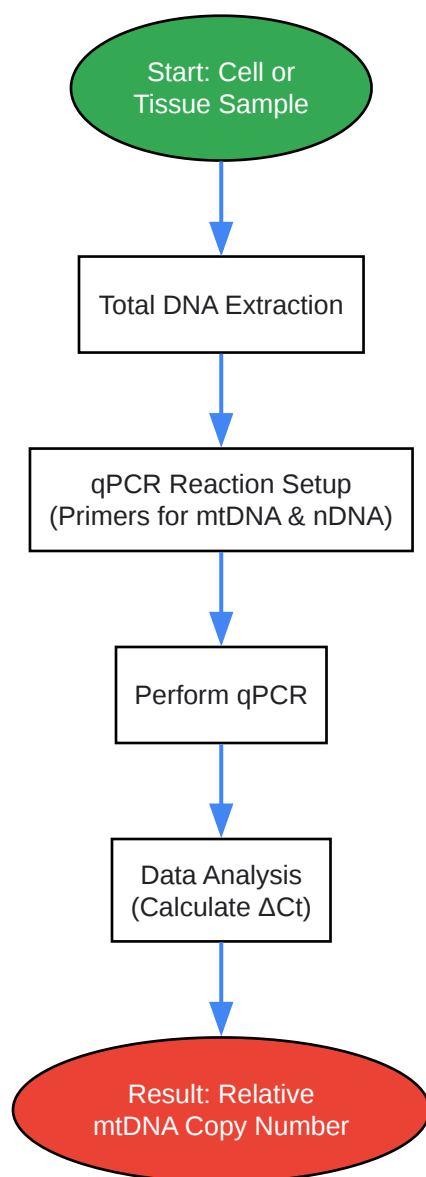 Start: Cell or
Tissue Sample
Total DNA Extraction
qPCR Reaction Setup
(Primers for mtDNA & nDNA)
Perform qPCR
Data Analysis
(Calculate ΔCt)
Result: Relative
mtDNA Copy Number